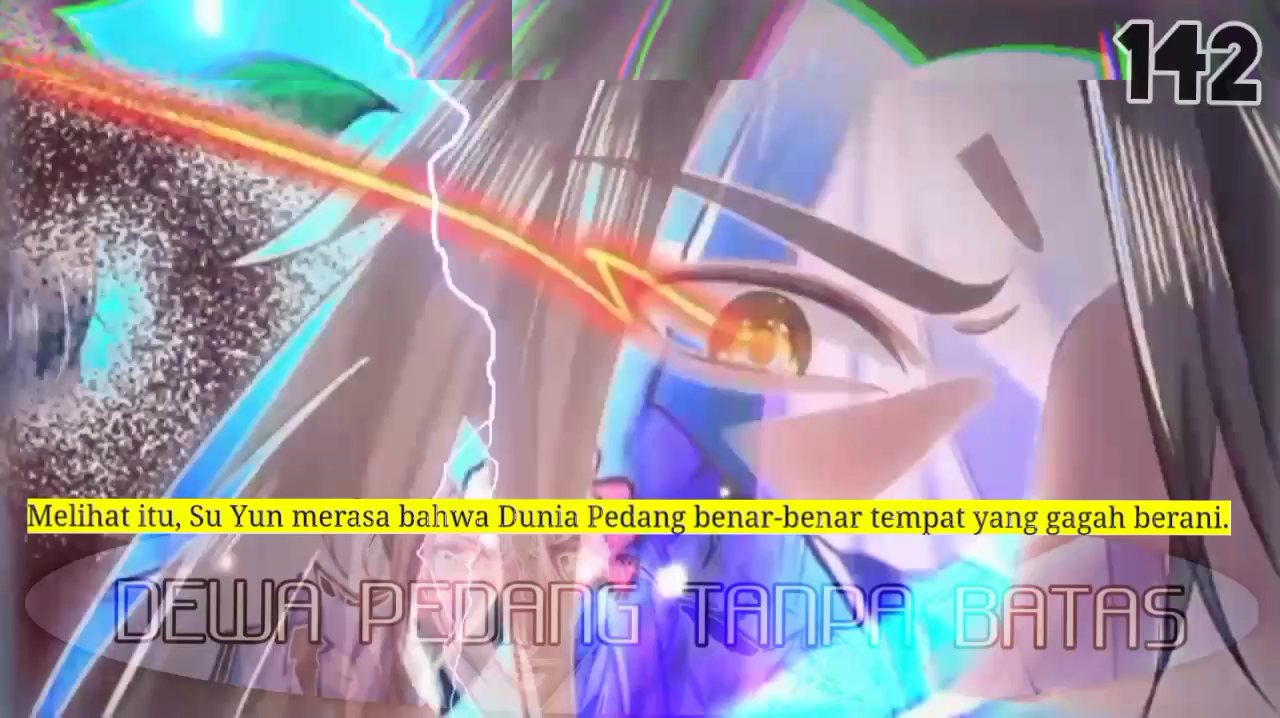 142
Melihat itu, Su Yun merasa bahwa Dunia Pedang benar-benar tempat yang gagah berani.
DEWA PEDANG TANPA BATAS